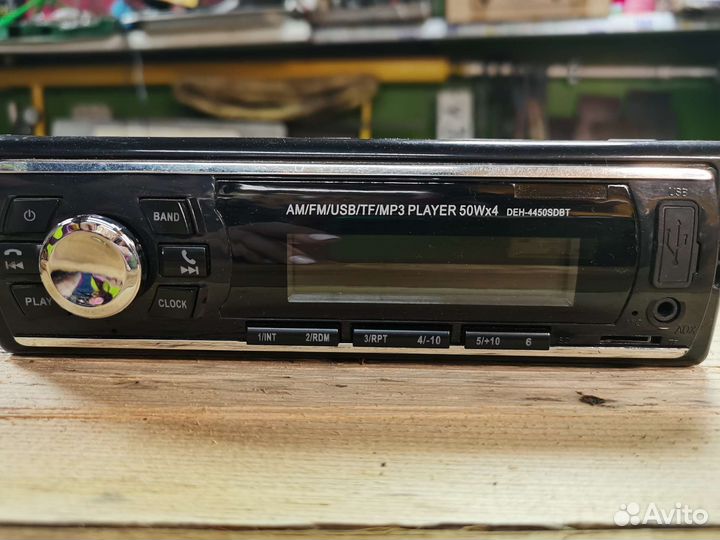 USB
AM/FM/USB/TF/MP3 PLAYER 50Wx4 DEH-4450SDBT
BAND
PLAY
CLOCK
AUX
1/INT 2/RDM 3/RPT 4/-10 5/+10 6
Avito